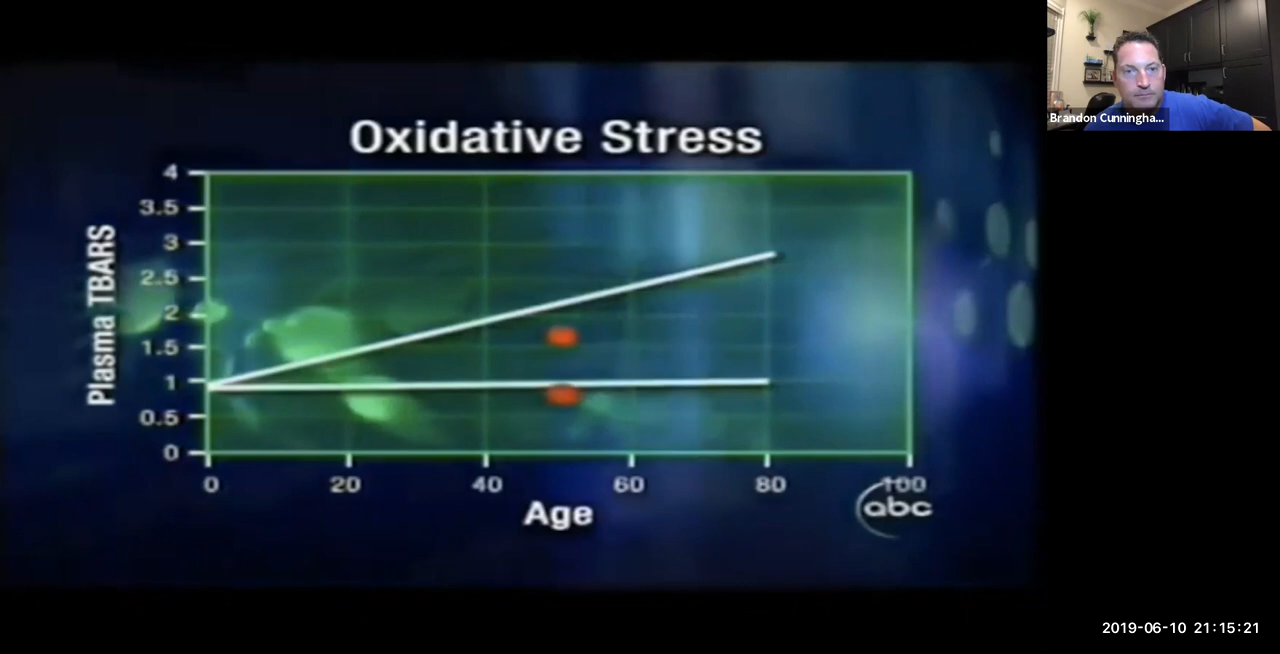 Oxidative Stress
Plasma TBARS
4
3.5
3
2.5
2
1.5
1
0.5
0
0 20 40 60 80 100
Age
abc
Brandon Cunningha...
2019-06-10 21:15:21